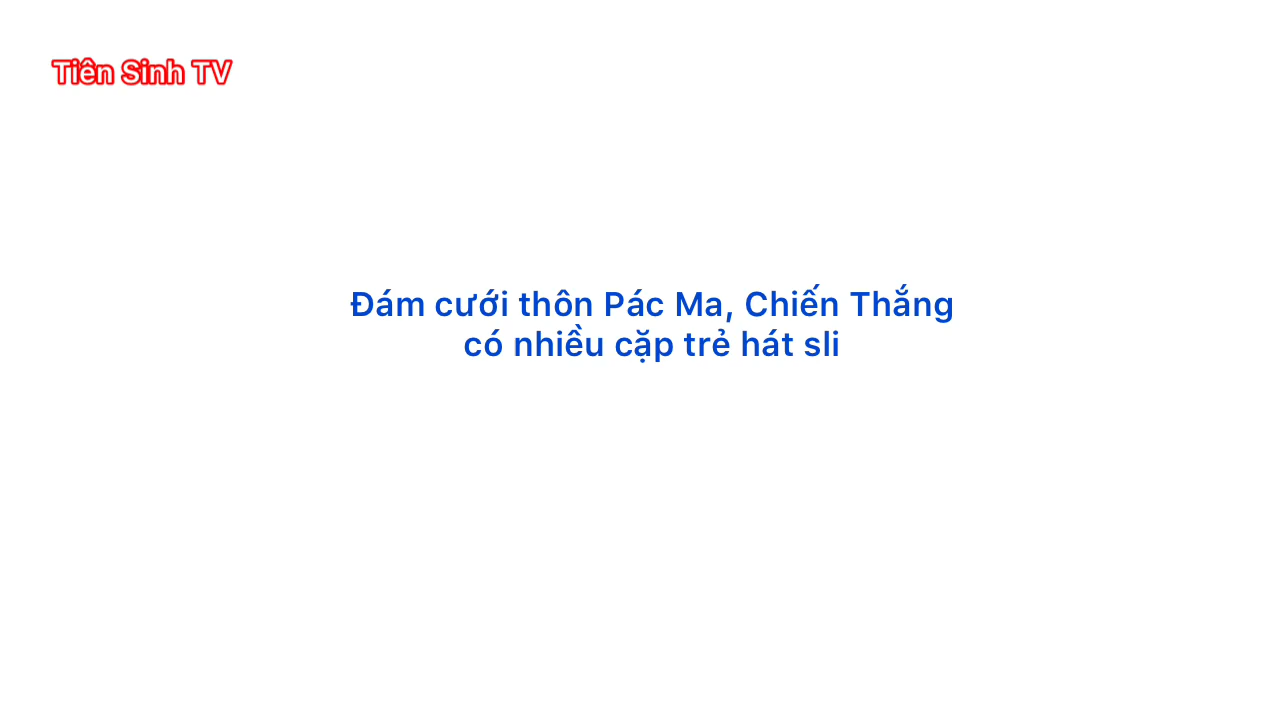 Tiên Sinh TV
Đám cưới thôn Pác Ma, Chiến Thắng
có nhiều cặp trẻ hát sli